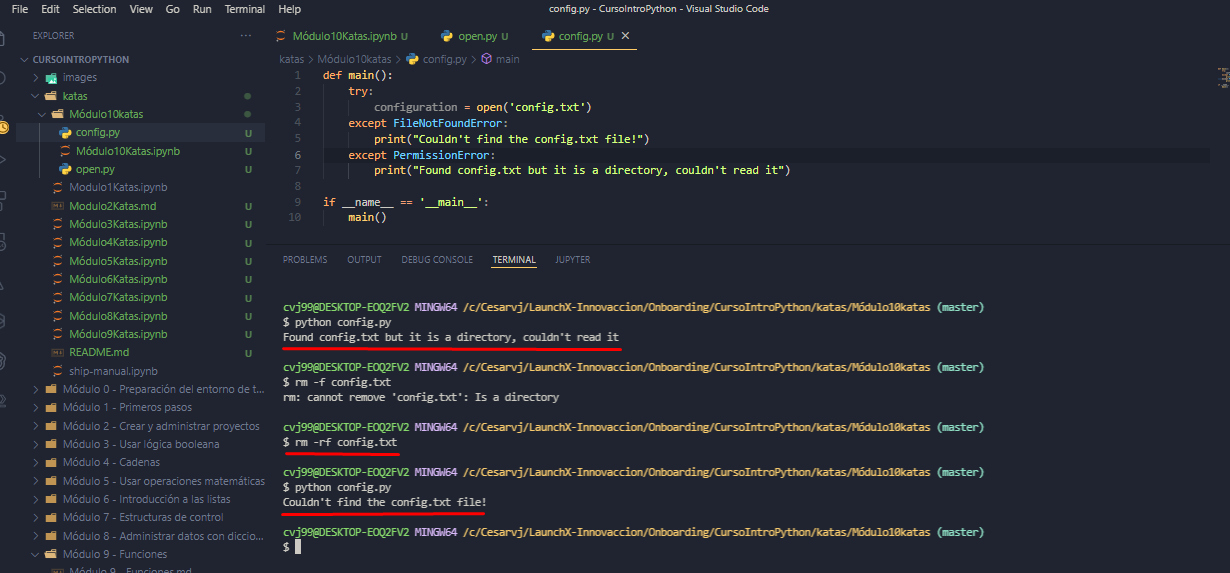 File Edit Selection View Go Run Terminal Help config.py - CursoIntroPython - Visual Studio Code
EXPLORER ···
CURSOINTROPYTHON
images
katas
Módulo10katas
config.py U
Módulo10Katas.ipynb U
open.py U
Modulo1Katas.ipynb
Modulo2Katas.md U
Módulo3Katas.ipynb U
Módulo4Katas.ipynb U
Módulo5Katas.ipynb U
Módulo6Katas.ipynb U
Módulo7Katas.ipynb U
Módulo8Katas.ipynb U
Módulo9Katas.ipynb U
README.md U
ship-manual.ipynb
Módulo 0 - Preparación del entorno de t...
Módulo 1 - Primeros pasos
Módulo 2 - Crear y administrar proyectos
Módulo 3 - Usar lógica booleana
Módulo 4 - Cadenas
Módulo 5 - Usar operaciones matemáticas
Módulo 6 - Introducción a las listas
Módulo 7 - Estructuras de control
Módulo 8 - Administrar datos con diccio...
Módulo 9 - Funciones
Módulo 9 - Funciones.md
Módulo10Katas.ipynb U open.py U config.py U ×
katas > Módulo10katas > config.py > main
1 def main():
2 try:
3 configuration = open('config.txt')
4 except FileNotFoundError:
5 print("Couldn't find the config.txt file!")
6 except PermissionError:
7 print("Found config.txt but it is a directory, couldn't read it")
8
9 if __name__ == '__main__':
10 main()
PROBLEMS OUTPUT DEBUG CONSOLE TERMINAL JUPYTER
cvj99@DESKTOP-EOQ2FV2 MINGW64 /c/Cesarvj/LaunchX-Innovaccion/Onboarding/CursoIntroPython/katas/Módulo10katas (master)
$ python config.py
Found config.txt but it is a directory, couldn't read it
cvj99@DESKTOP-EOQ2FV2 MINGW64 /c/Cesarvj/LaunchX-Innovaccion/Onboarding/CursoIntroPython/katas/Módulo10katas (master)
$ rm -f config.txt
rm: cannot remove 'config.txt': Is a directory
cvj99@DESKTOP-EOQ2FV2 MINGW64 /c/Cesarvj/LaunchX-Innovaccion/Onboarding/CursoIntroPython/katas/Módulo10katas (master)
$ rm -rf config.txt
cvj99@DESKTOP-EOQ2FV2 MINGW64 /c/Cesarvj/LaunchX-Innovaccion/Onboarding/CursoIntroPython/katas/Módulo10katas (master)
$ python config.py
Couldn't find the config.txt file!
cvj99@DESKTOP-EOQ2FV2 MINGW64 /c/Cesarvj/LaunchX-Innovaccion/Onboarding/CursoIntroPython/katas/Módulo10katas (master)
$